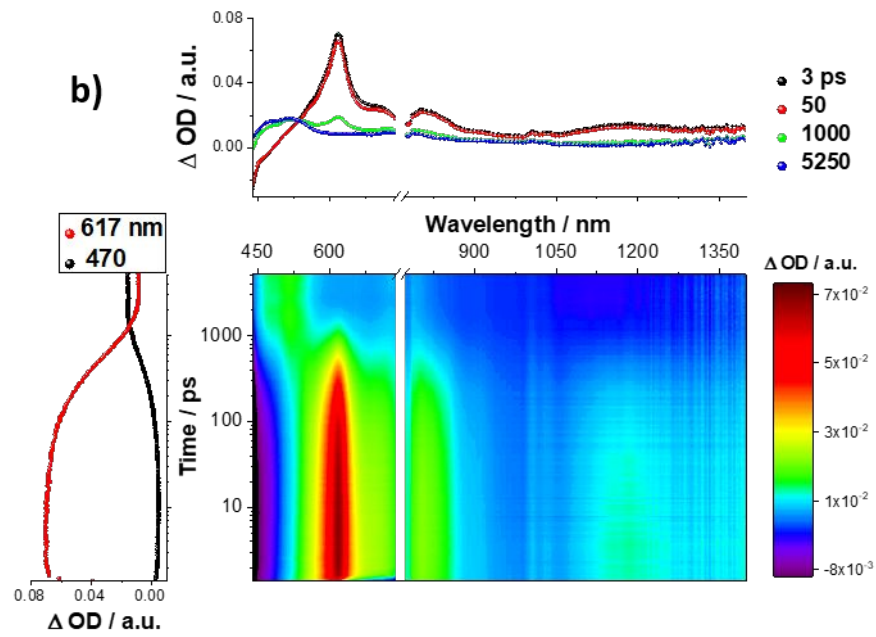 b)
Δ OD / a.u.
0.08
0.04
0.00
3 ps
50
1000
5250
Wavelength / nm
450 600 900 1050 1200 1350
617 nm
470
Time / ps
1000
100
10
0.08 0.04 0.00
Δ OD / a.u.
Δ OD / a.u.
7x10⁻²
5x10⁻²
3x10⁻²
1x10⁻²
-8x10⁻³